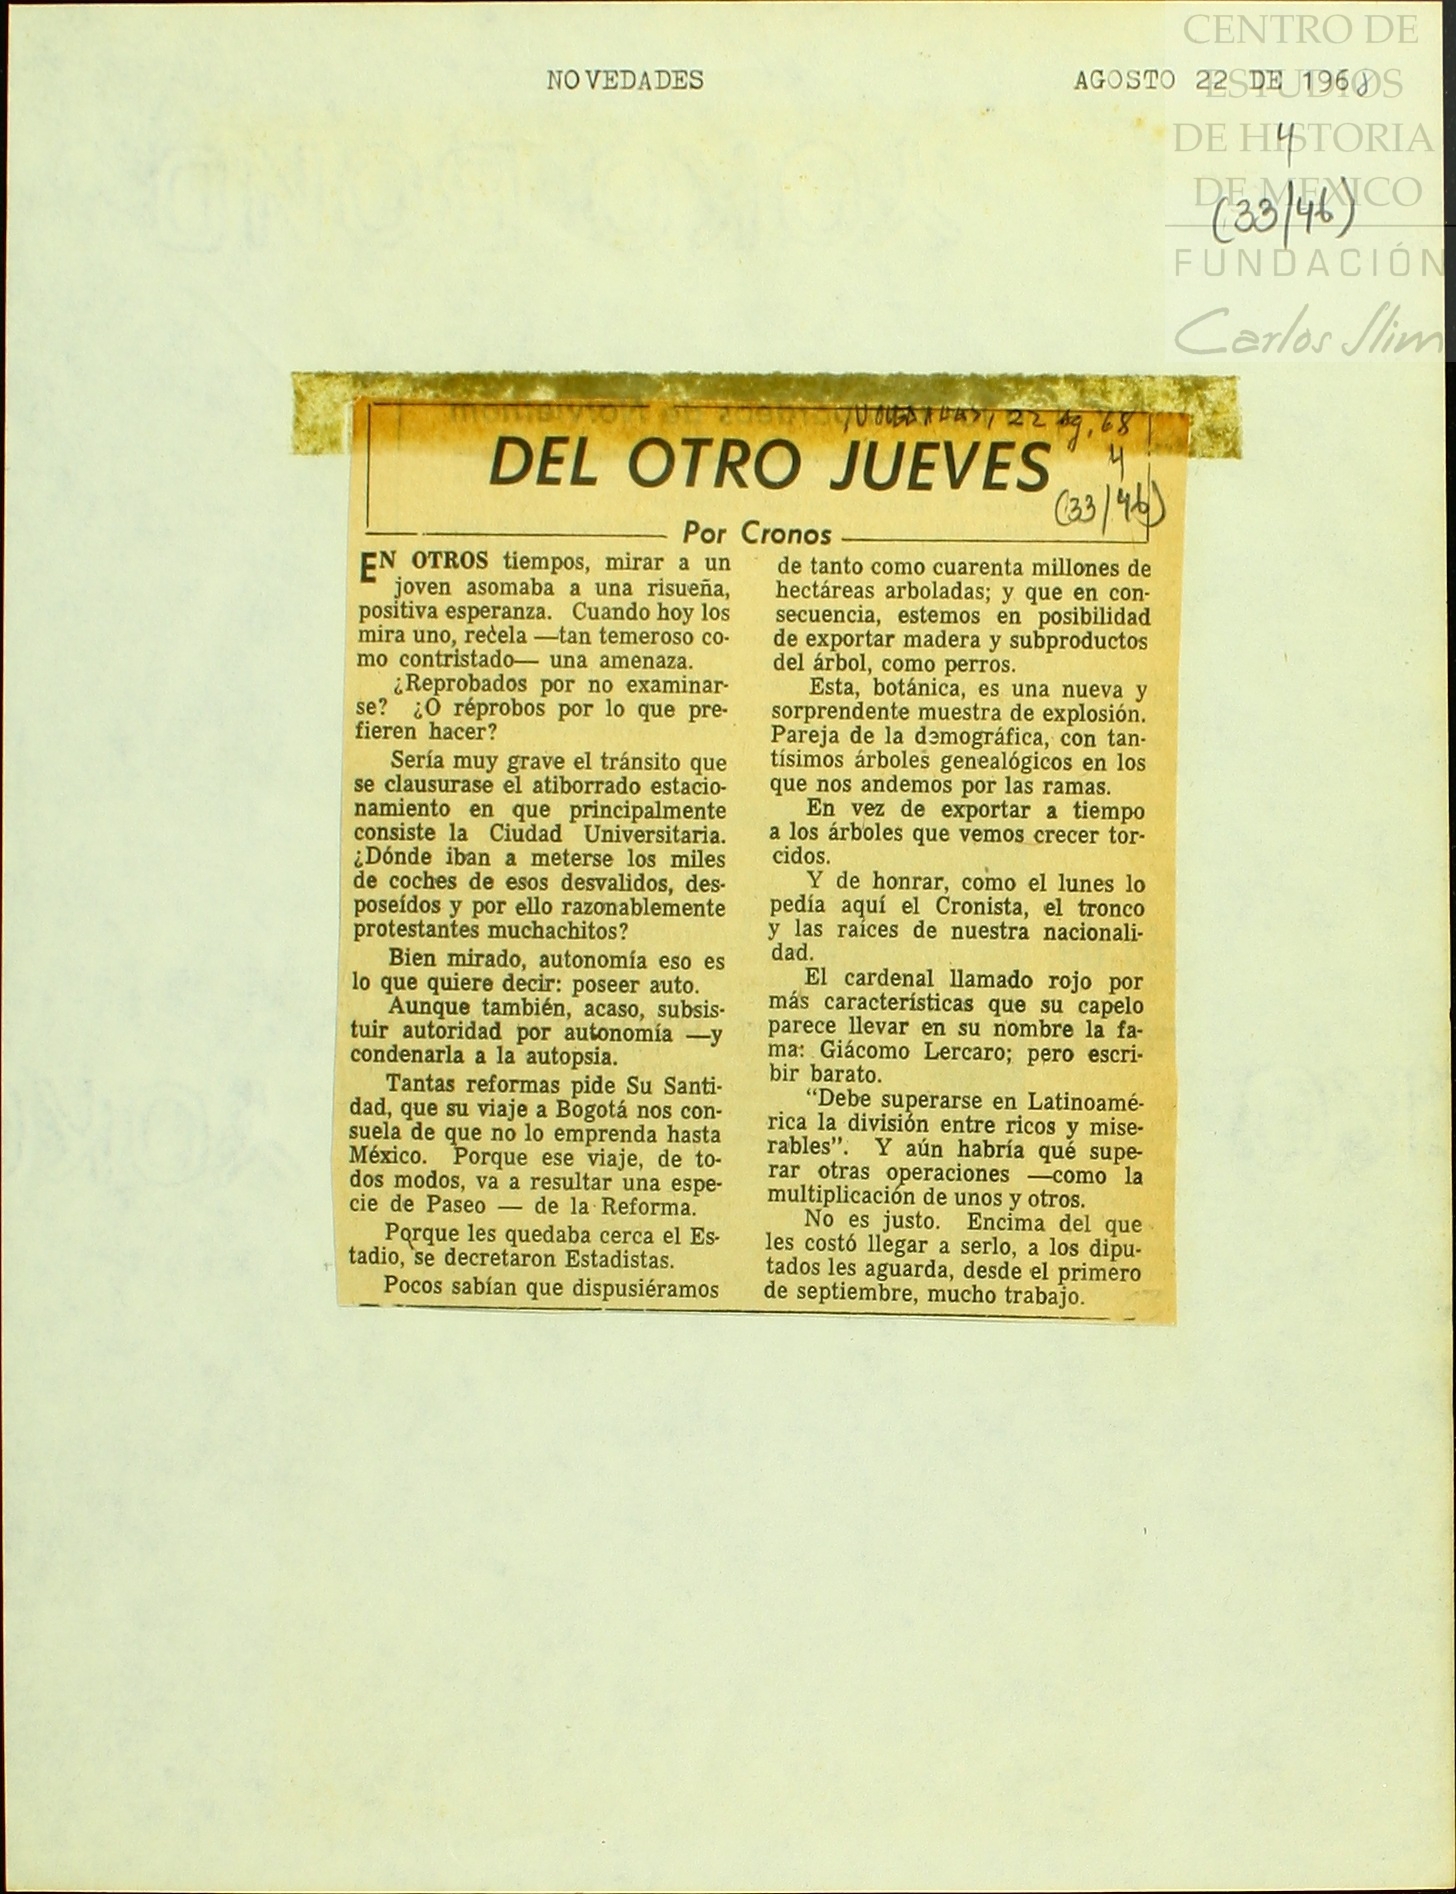 CENTRO DE
ESTUDIOS
DE HISTORIA
DE MEXICO
FUNDACIÓN
Carlos Slim
NOVEDADES
AGOSTO 22 DE 1968
4
(33/46)
22 Ag. 68
4
(33/46)
DEL OTRO JUEVES
Por Cronos
EN OTROS tiempos, mirar a un
joven asomaba a una risueña,
positiva esperanza. Cuando hoy los
mira uno, recela —tan temeroso co-
mo contristado— una amenaza.
¿Reprobados por no examinar-
se? ¿O réprobos por lo que pre-
fieren hacer?
Sería muy grave el tránsito que
se clausurase el atiborrado estacio-
namiento en que principalmente
consiste la Ciudad Universitaria.
¿Dónde iban a meterse los miles
de coches de esos desvalidos, des-
poseídos y por ello razonablemente
protestantes muchachitos?
Bien mirado, autonomía eso es
lo que quiere decir: poseer auto.
Aunque también, acaso, subsis-
tuir autoridad por autonomía —y
condenarla a la autopsia.
Tantas reformas pide Su Santi-
dad, que su viaje a Bogotá nos con-
suela de que no lo emprenda hasta
México. Porque ese viaje, de to-
dos modos, va a resultar una espe-
cie de Paseo — de la Reforma.
Porque les quedaba cerca el Es-
tadio, se decretaron Estadistas.
Pocos sabían que dispusiéramos
de tanto como cuarenta millones de
hectáreas arboladas; y que en con-
secuencia, estemos en posibilidad
de exportar madera y subproductos
del árbol, como perros.
Esta, botánica, es una nueva y
sorprendente muestra de explosión.
Pareja de la demográfica, con tan-
tísimos árboles genealógicos en los
que nos andemos por las ramas.
En vez de exportar a tiempo
a los árboles que vemos crecer tor-
cidos.
Y de honrar, como el lunes lo
pedía aquí el Cronista, el tronco
y las raíces de nuestra nacionali-
dad.
El cardenal llamado rojo por
más características que su capelo
parece llevar en su nombre la fa-
ma: Giácomo Lercaro; pero escri-
bir barato.
"Debe superarse en Latinoamé-
rica la división entre ricos y mise-
rables". Y aún habría qué supe-
rar otras operaciones —como la
multiplicación de unos y otros.
No es justo. Encima del que
les costó llegar a serlo, a los dipu-
tados les aguarda, desde el primero
de septiembre, mucho trabajo.